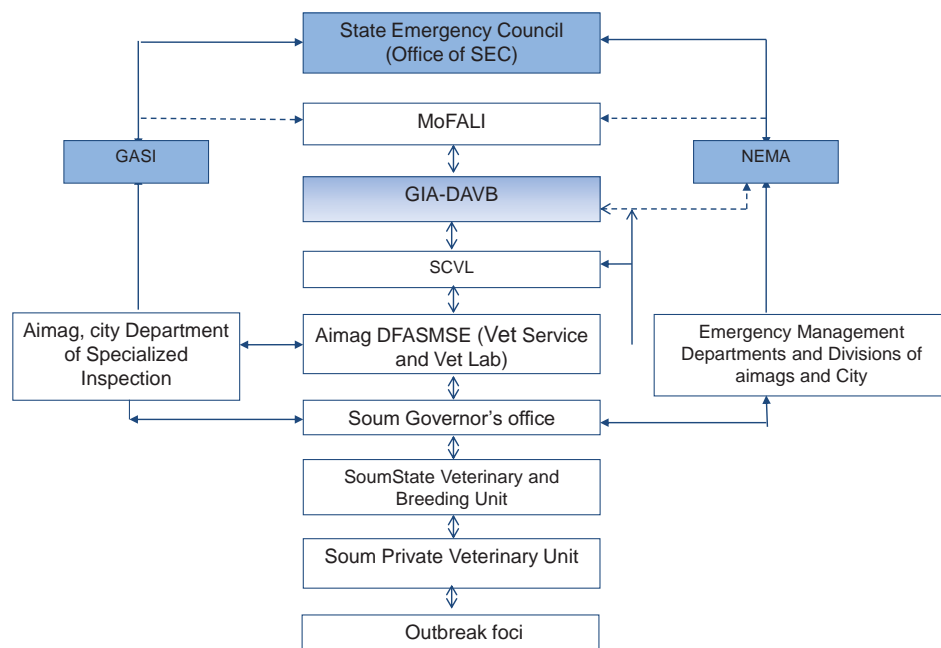 State Emergency Council
(Office of SEC)
MoFALI
GASI
NEMA
GIA-DAVB
SCVL
Aimag, city Department
of Specialized
Inspection
Aimag DFASMSE (Vet Service
and Vet Lab)
Emergency Management
Departments and Divisions of
aimags and City
Soum Governor's office
SoumState Veterinary and
Breeding Unit
Soum Private Veterinary Unit
Outbreak foci